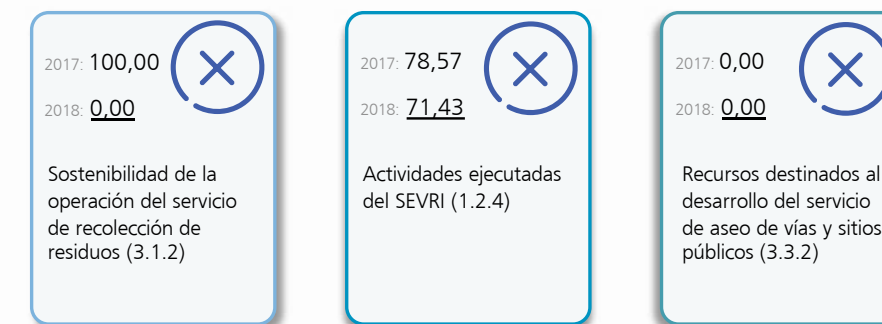 2017: 100,00
2018: 0,00
Sostenibilidad de la
operación del servicio
de recolección de
residuos (3.1.2)
2017: 78,57
2018: 71,43
Actividades ejecutadas
del SEVRI (1.2.4)
2017: 0,00
2018: 0,00
Recursos destinados al
desarrollo del servicio
de aseo de vías y sitios
públicos (3.3.2)